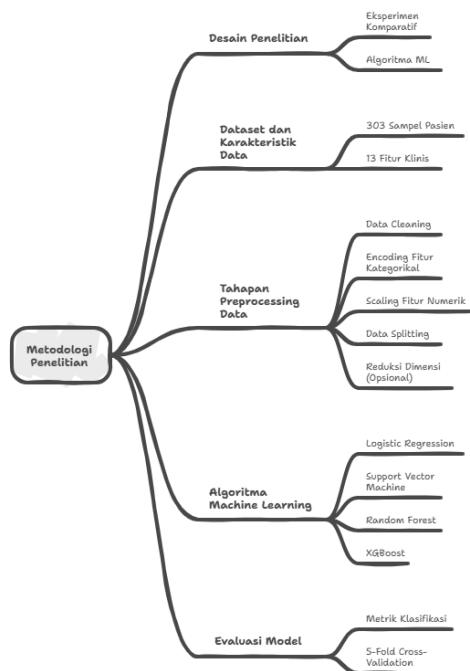 Metodologi
Penelitian
Desain Penelitian
Eksperimen
Komparatif
Algoritma ML
Dataset dan
Karakteristik
Data
303 Sampel Pasien
13 Fitur Klinis
Tahapan
Preprocessing
Data
Data Cleaning
Encoding Fitur
Kategorikal
Scaling Fitur Numerik
Data Splitting
Reduksi Dimensi
(Opsional)
Algoritma
Machine Learning
Logistic Regression
Support Vector
Machine
Random Forest
XGBoost
Evaluasi Model
Metrik Klasifikasi
5-Fold Cross-
Validation